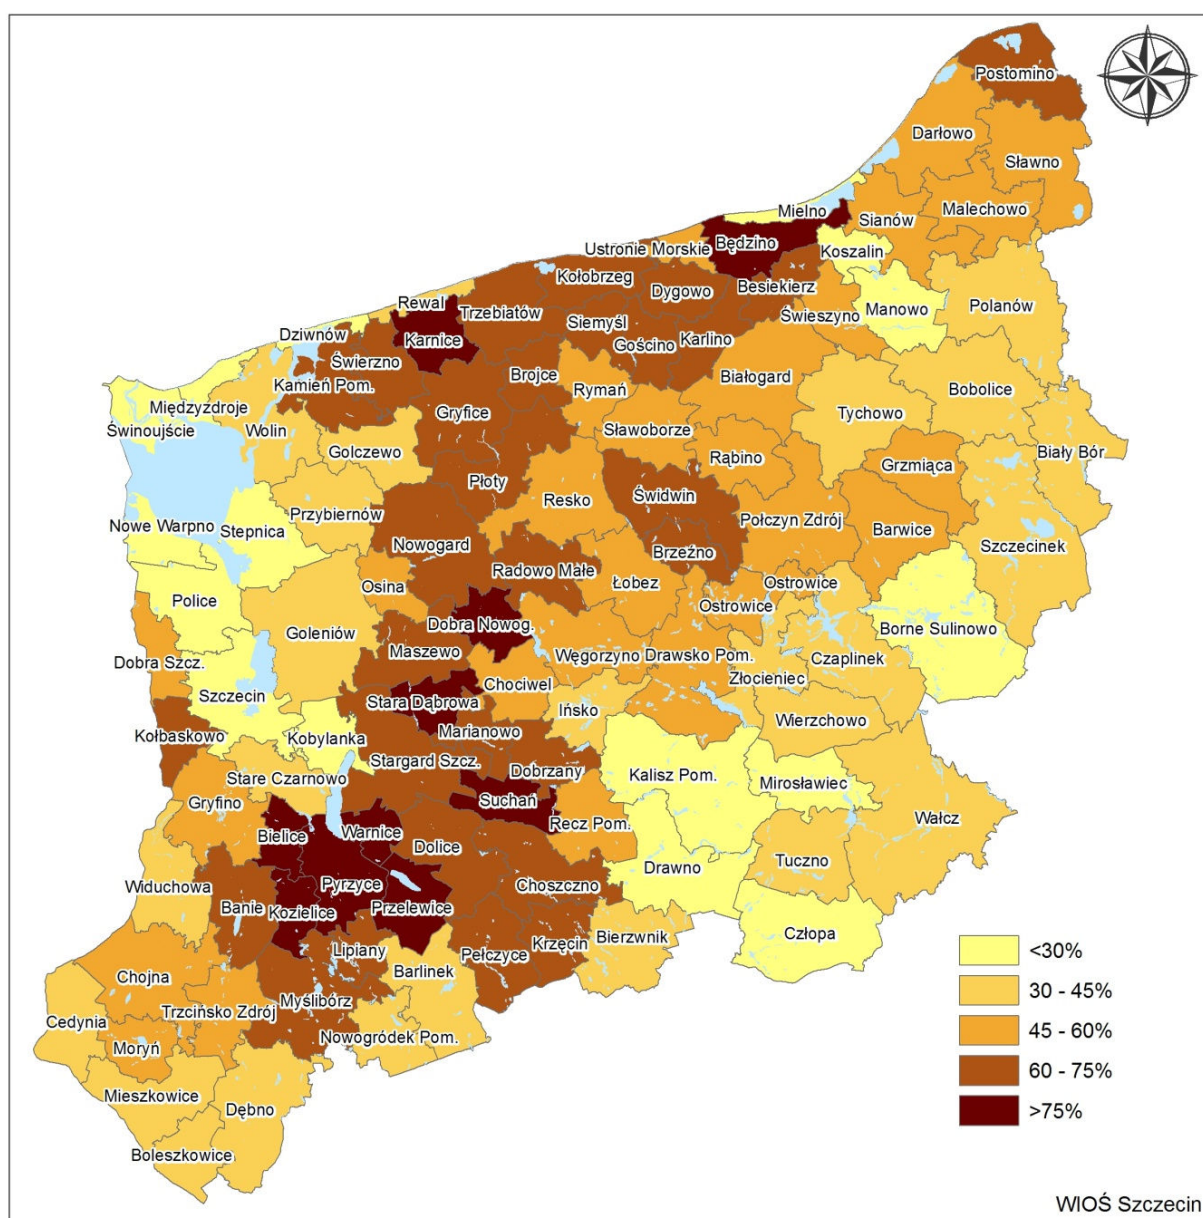 Postomino
Darłowo
Sławno
Mielno
Sianów
Malechowo
Ustronie Morskie
Będzino
Koszalin
Kołobrzeg
Dygowo
Besiekierz
Manowo
Polanów
Rewal
Trzebiatów
Siemyśl
Świeszyno
Dziwnów
Karnice
Gościno
Karlino
Świerzno
Brojce
Rymań
Białogard
Bobolice
Kamień Pom.
Międzyzdroje
Gryfice
Sławoborze
Tychowo
Świnoujście
Wolin
Golczewo
Rąbino
Grzmiąca
Biały Bór
Płoty
Resko
Świdwin
Połczyn Zdrój
Barwice
Szczecinek
Nowe Warpno
Stepnica
Przybiernów
Nowogard
Brzeźno
Radowo Małe
Łobez
Ostrowice
Police
Osina
Ostrowice
Borne Sulinowo
Goleniów
Dobra Nowog.
Maszewo
Węgorzyno
Drawsko Pom.
Czaplinek
Dobra Szcz.
Chociwel
Złocieniec
Szczecin
Stara Dąbrowa
Ińsko
Wierzchowo
Kołbaskowo
Kobylanka
Marianowo
Stargard Szcz.
Dobrzany
Kalisz Pom.
Mirosławiec
Stare Czarnowo
Gryfino
Suchań
Recz Pom.
Wałcz
Bielice
Warnice
Dolice
Tuczno
Widuchowa
Pyrzyce
Choszczno
Drawno
Banie
Kozielice
Przelewice
Człopa
Lipiany
Pełczyce
Krzęcin
Bierzwnik
Barlinek
Chojna
Trzcińsko Zdrój
Myślibórz
Cedynia
Nowogródek Pom.
Moryń
Mieszkowice
Dębno
Boleszkowice
<30%
30 - 45%
45 - 60%
60 - 75%
>75%
WIOŚ Szczecin